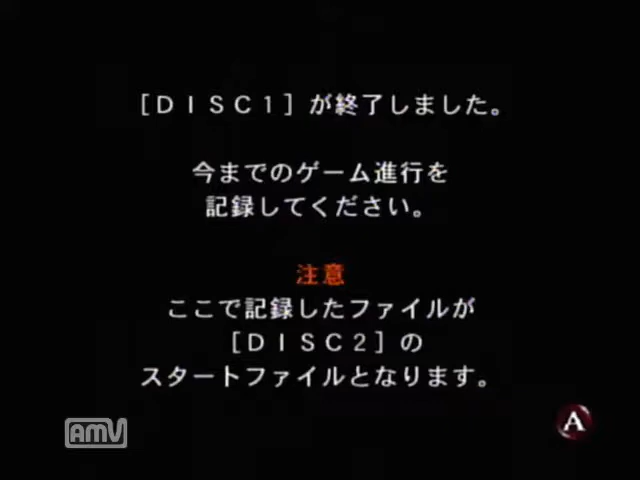 ［ＤＩＳＣ１］が終了しました。
今までのゲーム進行を
記録してください。
注意
ここで記録したファイルが
［ＤＩＳＣ２］の
スタートファイルとなります。
AMV
A